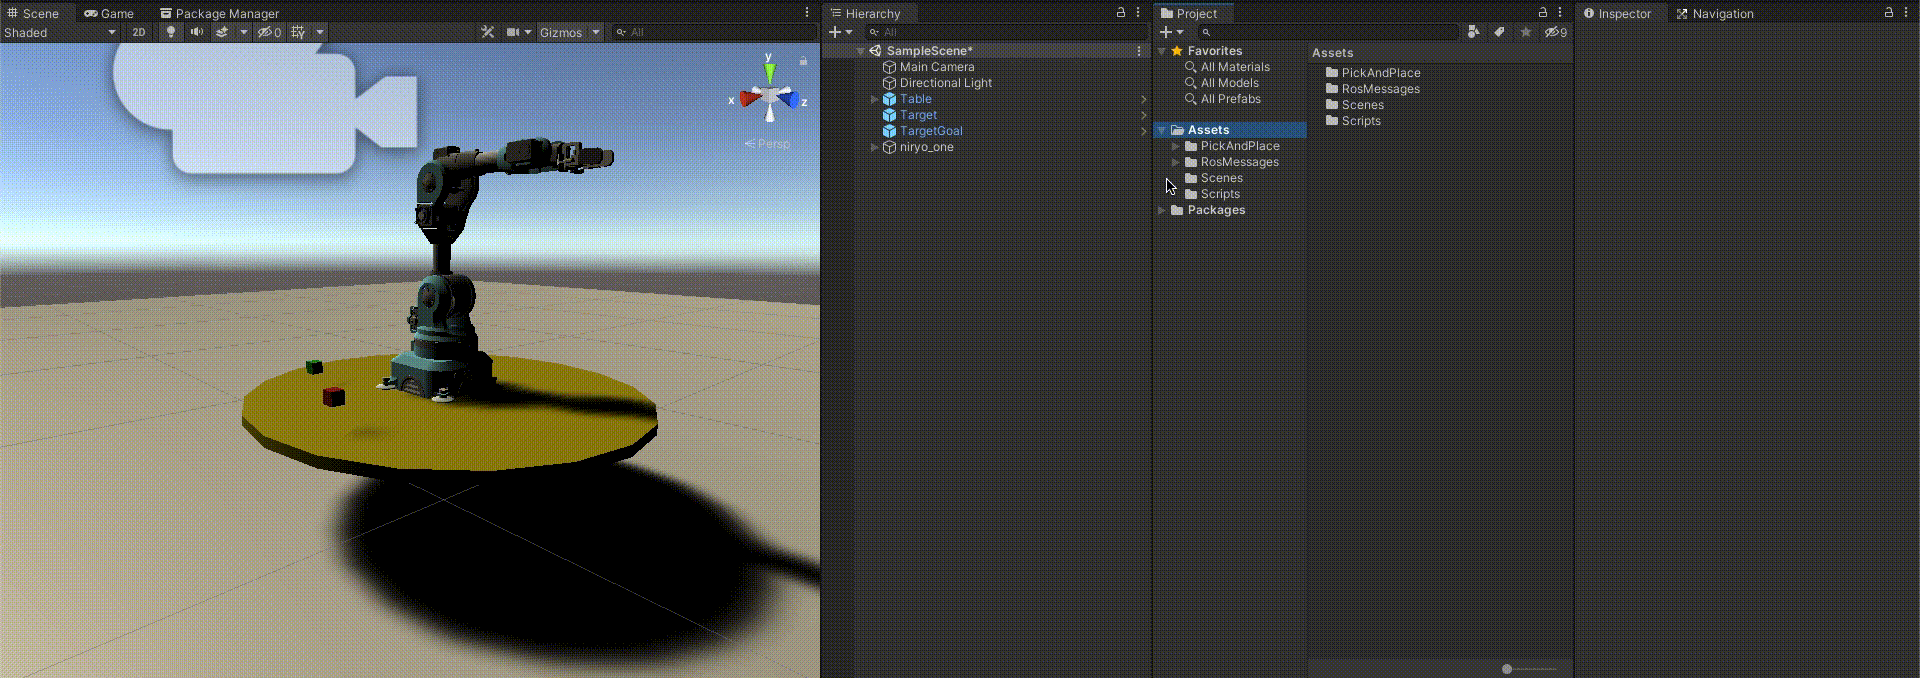 Scene
Game
Package Manager
Shaded
2D
0
Gizmos
All
y
x
z
Persp
Hierarchy
All
SampleScene*
Main Camera
Directional Light
Table
Target
TargetGoal
niryo_one
Project
9
Favorites
All Materials
All Models
All Prefabs
Assets
PickAndPlace
RosMessages
Scenes
Scripts
Packages
Assets
PickAndPlace
RosMessages
Scenes
Scripts
Inspector
Navigation